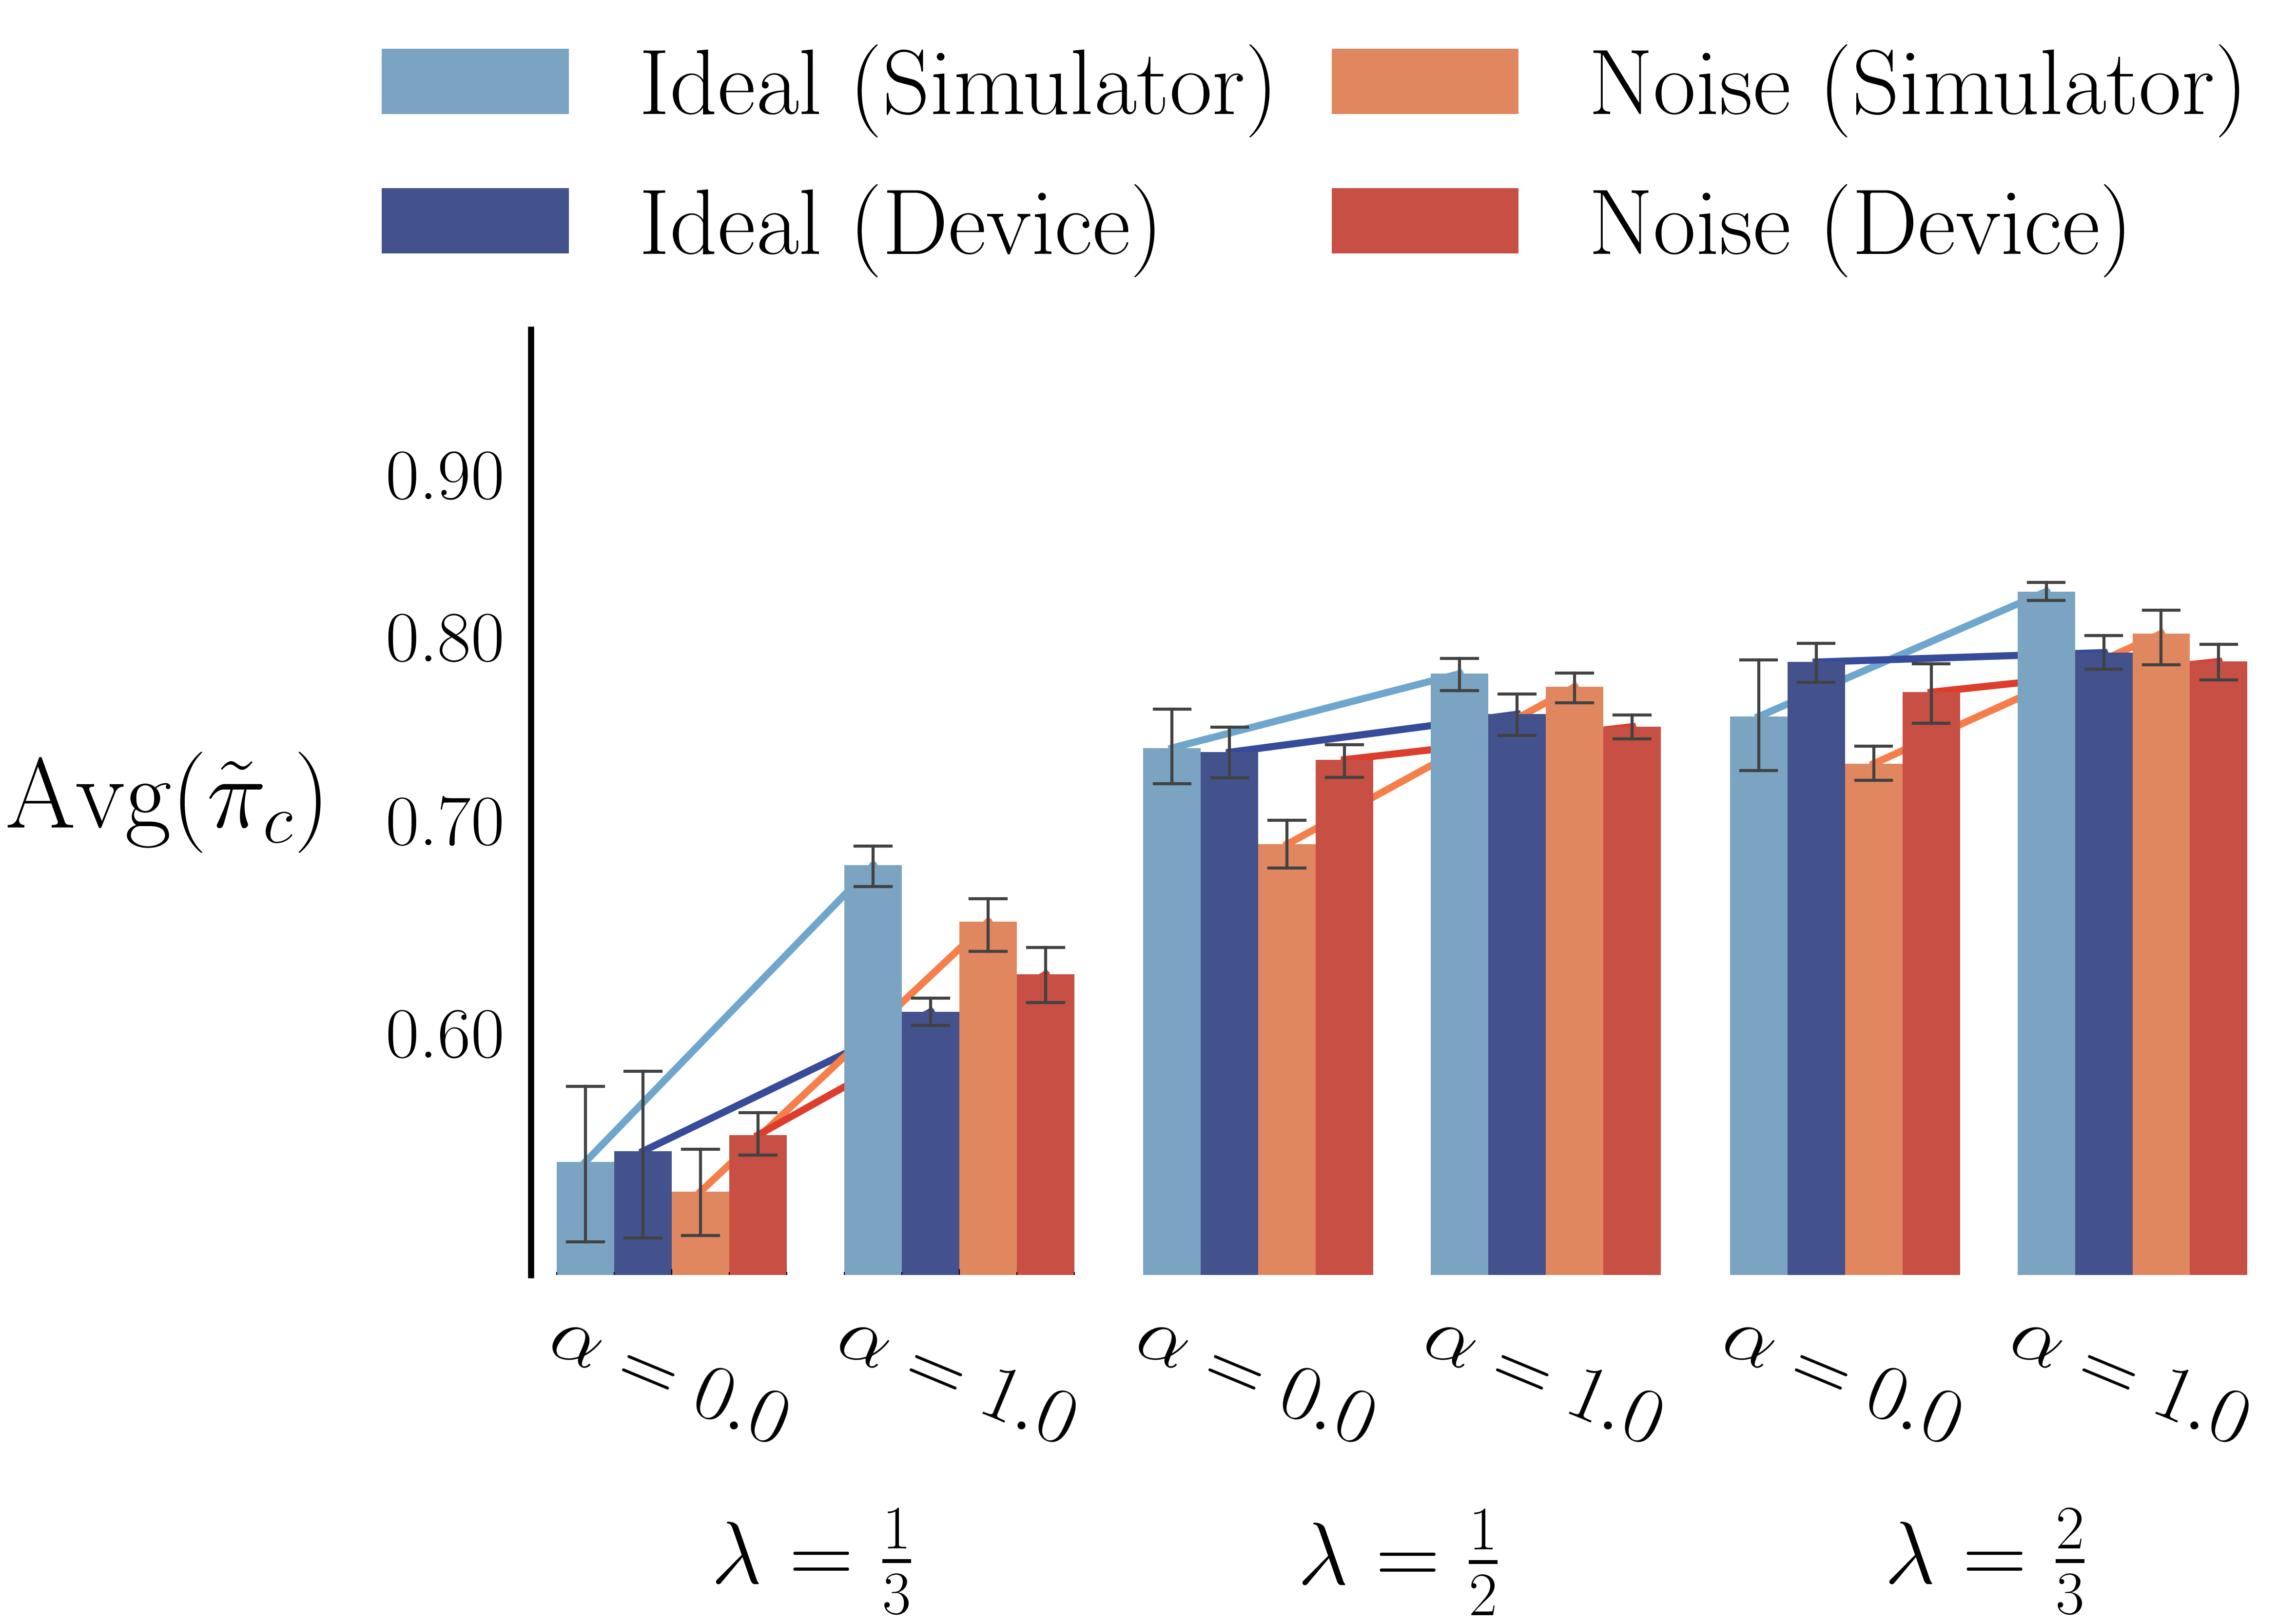 Ideal (Simulator) Noise (Simulator)
Ideal (Device) Noise (Device)
0.90
0.80
0.70
0.60
Avg(π̃_c)
α = 0.0 α = 1.0 α = 0.0 α = 1.0 α = 0.0 α = 1.0
λ = 1/3 λ = 1/2 λ = 2/3